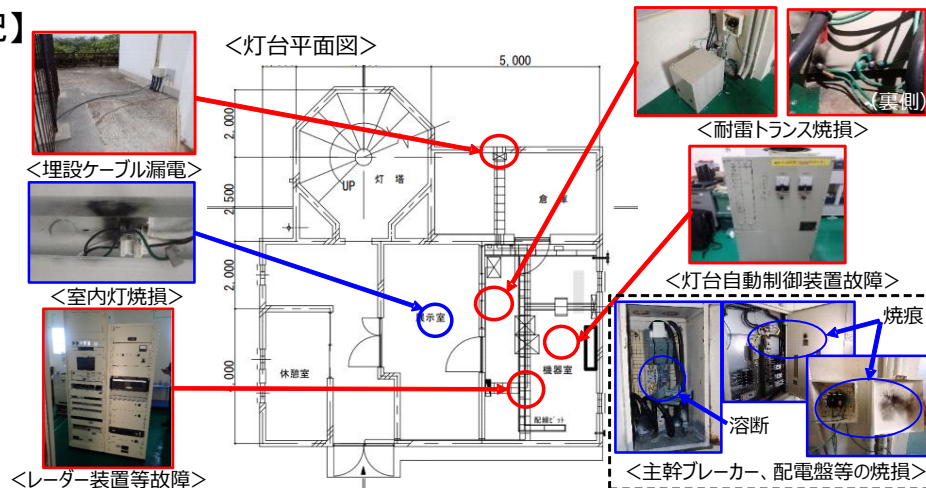 】
<灯台平面図>
5,000
2,000
2,500
2,000
,000
UP
灯塔
倉庫
展示室
休憩室
機器室
配線ピット
<埋設ケーブル漏電>
<室内灯焼損>
<レーダー装置等故障>
(裏側)
<耐雷トランス焼損>
<灯台自動制御装置故障>
焼痕
溶断
<主幹ブレーカー、配電盤等の焼損>